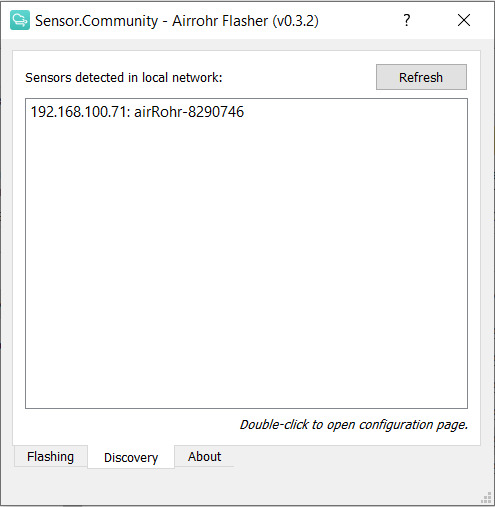 Sensor.Community - Airrohr Flasher (v0.3.2)
?
Sensors detected in local network:
Refresh
192.168.100.71: airRohr-8290746
Double-click to open configuration page.
Flashing
Discovery
About